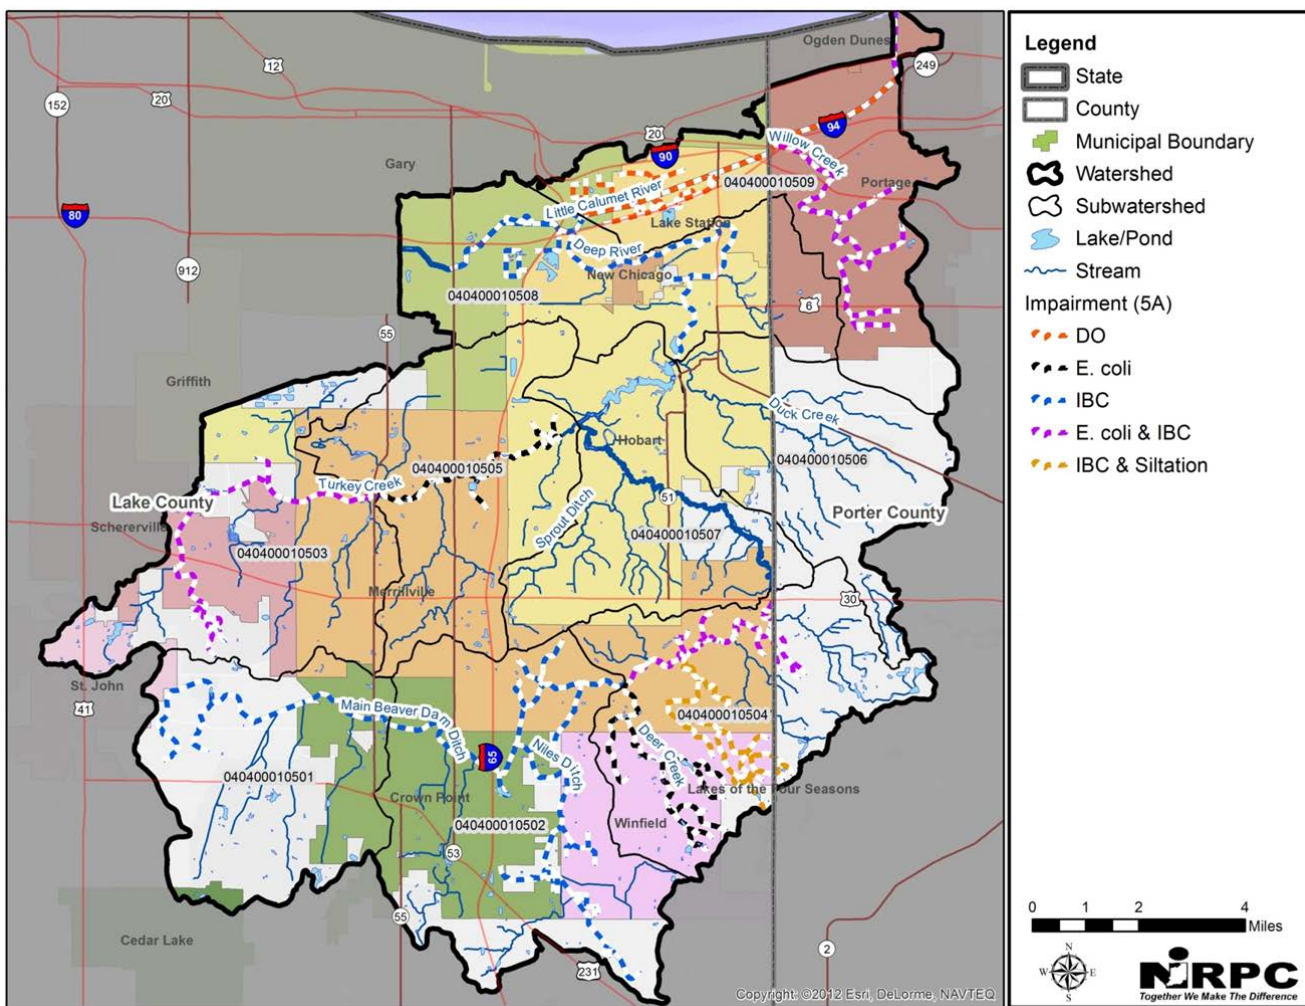 Ogden Dunes
249
12
152
20
20
Willow Creek
94
90
Gary
040400010509
Portage
Little Calumet River
80
Lake Station
Deep River
912
New Chicago
040400010508
6
55
Griffith
Duck Creek
Hobart
040400010505
040400010506
Turkey Creek
Lake County
51
Porter County
Schererville
Sprout Ditch
040400010503
040400010507
Merrillville
30
St. John
41
Main Beaver Dam Ditch
040400010504
65
Niles Ditch
Deer Creek
040400010501
Lakes of the Four Seasons
Crown Point
040400010502
Winfield
53
55
Cedar Lake
2
231
Copyright: ©2012 Esri, DeLorme, NAVTEQ
Legend
State
County
Municipal Boundary
Watershed
Subwatershed
Lake/Pond
Stream
Impairment (5A)
DO
E. coli
IBC
E. coli & IBC
IBC & Siltation
0 1 2 4
Miles
N
W E
S
NIRPC
Together We Make The Difference